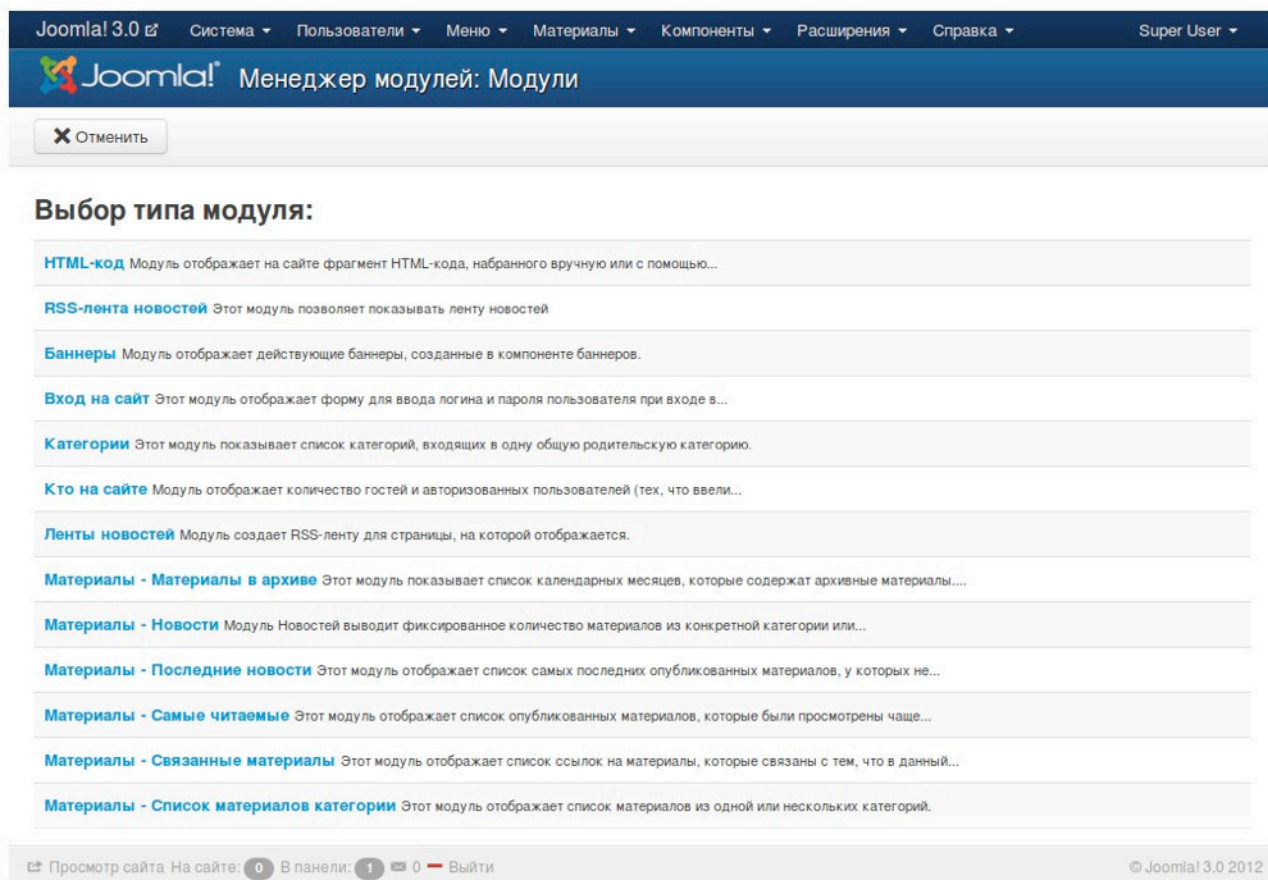 Joomla! 3.0 Система Пользователи Меню Материалы Компоненты Расширения Справка Super User
Joomla!® Менеджер модулей: Модули
Отменить
Выбор типа модуля:
HTML-код Модуль отображает на сайте фрагмент HTML-кода, набранного вручную или с помощью...
RSS-лента новостей Этот модуль позволяет показывать ленту новостей
Баннеры Модуль отображает действующие баннеры, созданные в компоненте баннеров.
Вход на сайт Этот модуль отображает форму для ввода логина и пароля пользователя при входе в...
Категории Этот модуль показывает список категорий, входящих в одну общую родительскую категорию.
Кто на сайте Модуль отображает количество гостей и авторизованных пользователей (тех, что ввели...
Ленты новостей Модуль создает RSS-ленту для страницы, на которой отображается.
Материалы - Материалы в архиве Этот модуль показывает список календарных месяцев, которые содержат архивные материалы....
Материалы - Новости Модуль Новостей выводит фиксированное количество материалов из конкретной категории или...
Материалы - Последние новости Этот модуль отображает список самых последних опубликованных материалов, у которых не...
Материалы - Самые читаемые Этот модуль отображает список опубликованных материалов, которые были просмотрены чаще...
Материалы - Связанные материалы Этот модуль отображает список ссылок на материалы, которые связаны с тем, что в данный...
Материалы - Список материалов категории Этот модуль отображает список материалов из одной или нескольких категорий.
Просмотр сайта На сайте: 0 В панели: 1 0 Выйти © Joomla! 3.0 2012